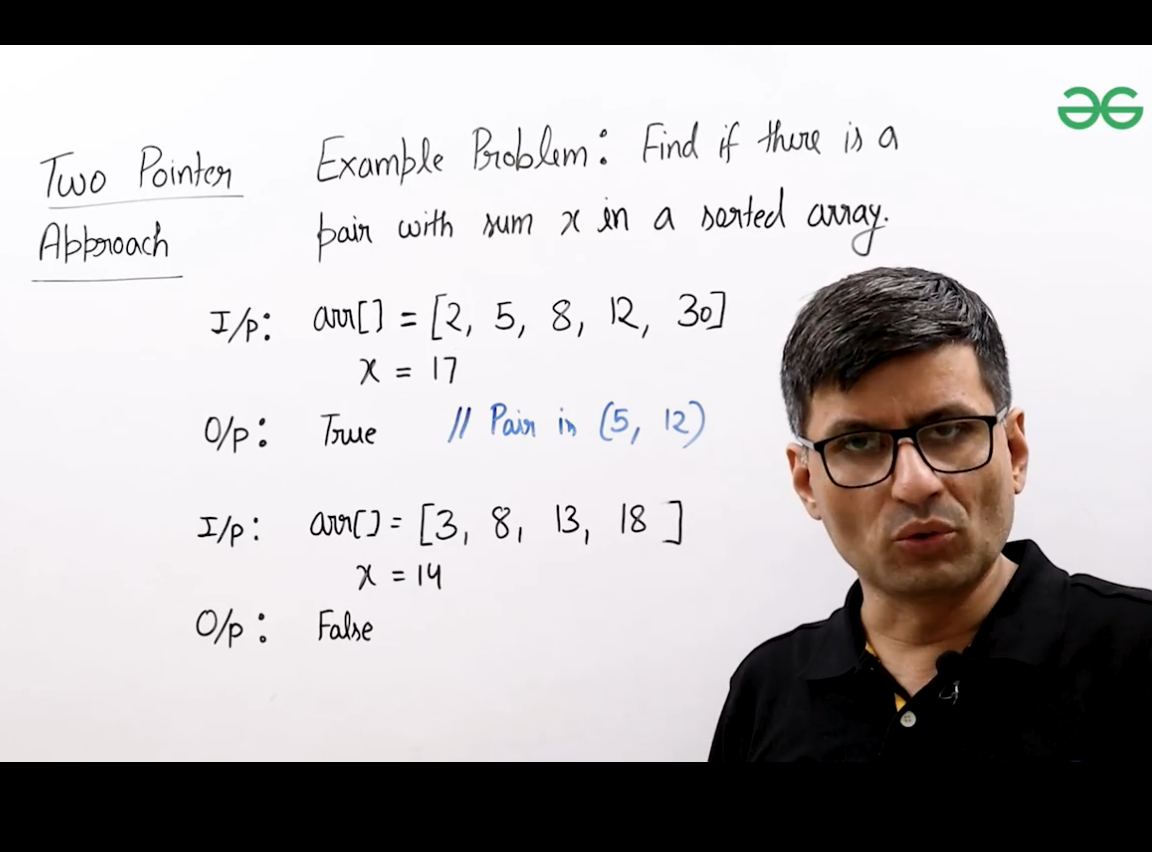 Two Pointer
Approach
Example Problem: Find if there is a
pair with sum x in a sorted array.
I/p: arr[] = [2, 5, 8, 12, 30]
x = 17
O/p: True // Pair is (5, 12)
I/p: arr[] = [3, 8, 13, 18 ]
x = 14
O/p: False